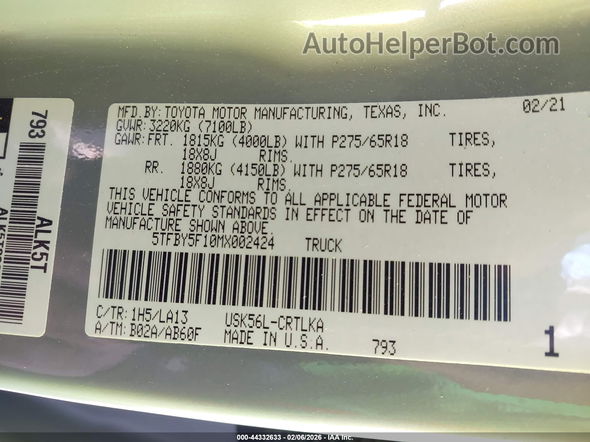 AutoHelperBot.com
MFD.BY:TOYOTA MOTOR MANUFACTURING, TEXAS, INC. 02/21
GVWR: 3220KG (7100LB)
GAWR:FRT. 1815KG (4000LB) WITH P275/65R18 TIRES,
18X8J RIMS.
RR. 1880KG (4150LB) WITH P275/65R18 TIRES,
18X8J RIMS.
THIS VEHICLE CONFORMS TO ALL APPLICABLE FEDERAL MOTOR
VEHICLE SAFETY STANDARDS IN EFFECT ON THE DATE OF
MANUFACTURE SHOWN ABOVE.
5TFBY5F10MX002424 TRUCK
C/TR: 1H5/LA13 USK56L-CRTLKA
A/TM: B02A/AB60F MADE IN U.S.A. 793
1
793
ALK5T
000-44332633 - 02/06/2026 - IAA Inc.